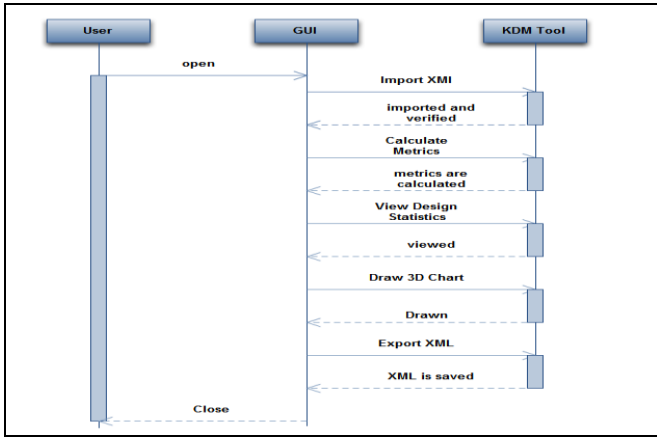 User GUI KDM Tool
open
Import XMI
imported and
verified
Calculate
Metrics
metrics are
calculated
View Design
Statistics
viewed
Draw 3D Chart
Drawn
Export XML
XML is saved
Close